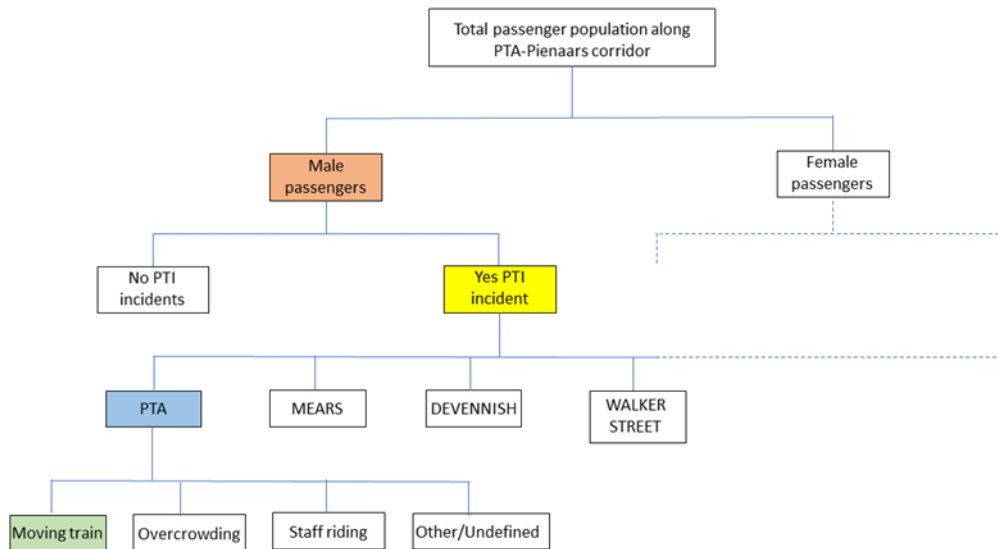 Total passenger population along
PTA-Pienaars corridor
Male
passengers
Female
passengers
No PTI
incidents
Yes PTI
incident
PTA
MEARS
DEVENNISH
WALKER
STREET
Moving train
Overcrowding
Staff riding
Other/Undefined